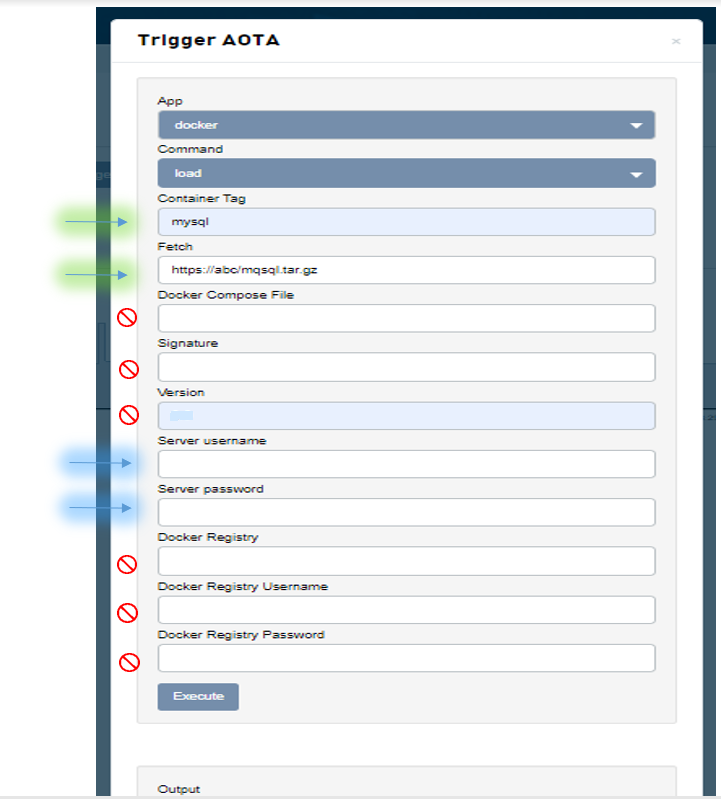 Trigger AOTA
×
App
docker
Command
load
Container Tag
mysql
Fetch
https://abc/mqsql.tar.gz
Docker Compose File
Signature
Version
Server username
Server password
Docker Registry
Docker Registry Username
Docker Registry Password
Execute
Output